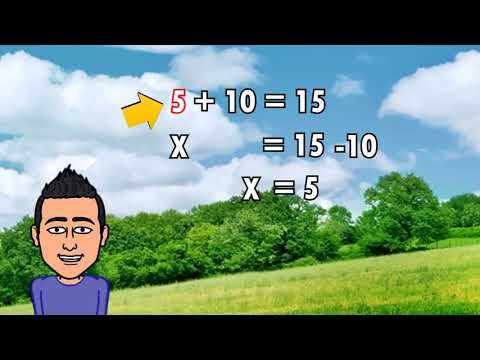 5 + 10 = 15
X = 15 -10
X = 5